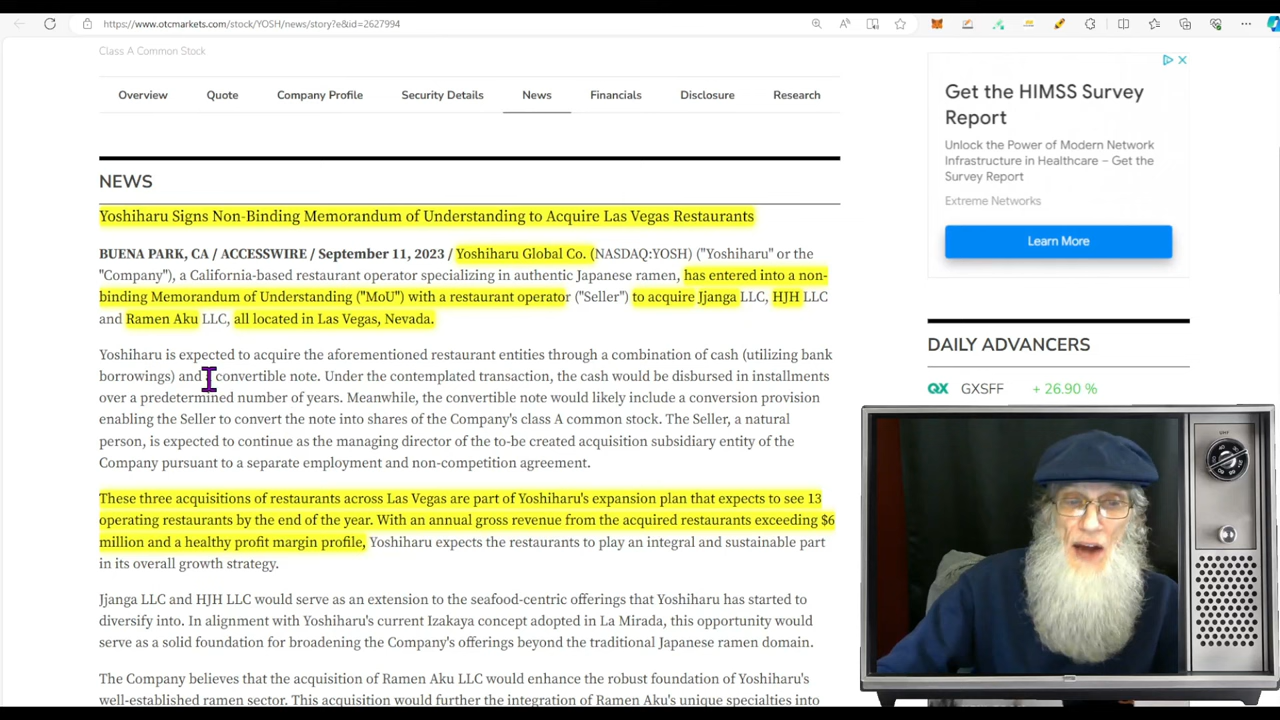 https://www.otcmarkets.com/stock/YOSH/news/story?e&id=2627994
Class A Common Stock
Overview
Quote
Company Profile
Security Details
News
Financials
Disclosure
Research
NEWS
Yoshiharu Signs Non-Binding Memorandum of Understanding to Acquire Las Vegas Restaurants
BUENA PARK, CA / ACCESSWIRE / September 11, 2023 / Yoshiharu Global Co. (NASDAQ:YOSH) ("Yoshiharu" or the
"Company"), a California-based restaurant operator specializing in authentic Japanese ramen, has entered into a non-
binding Memorandum of Understanding ("MoU") with a restaurant operator ("Seller") to acquire Jjanga LLC, HJH LLC
and Ramen Aku LLC, all located in Las Vegas, Nevada.
Yoshiharu is expected to acquire the aforementioned restaurant entities through a combination of cash (utilizing bank
borrowings) and convertible note. Under the contemplated transaction, the cash would be disbursed in installments
over a predetermined number of years. Meanwhile, the convertible note would likely include a conversion provision
enabling the Seller to convert the note into shares of the Company's class A common stock. The Seller, a natural
person, is expected to continue as the managing director of the to-be created acquisition subsidiary entity of the
Company pursuant to a separate employment and non-competition agreement.
These three acquisitions of restaurants across Las Vegas are part of Yoshiharu's expansion plan that expects to see 13
operating restaurants by the end of the year. With an annual gross revenue from the acquired restaurants exceeding $6
million and a healthy profit margin profile, Yoshiharu expects the restaurants to play an integral and sustainable part
in its overall growth strategy.
Jjanga LLC and HJH LLC would serve as an extension to the seafood-centric offerings that Yoshiharu has started to
diversify into. In alignment with Yoshiharu's current Izakaya concept adopted in La Mirada, this opportunity would
serve as a solid foundation for broadening the Company's offerings beyond the traditional Japanese ramen domain.
The Company believes that the acquisition of Ramen Aku LLC would enhance the robust foundation of Yoshiharu's
well-established ramen sector. This acquisition would further the integration of Ramen Aku's unique specialties into
Get the HIMSS Survey
Report
Unlock the Power of Modern Network
Infrastructure in Healthcare – Get the
Survey Report
Extreme Networks
Learn More
DAILY ADVANCERS
QX GXSFF + 26.90 %